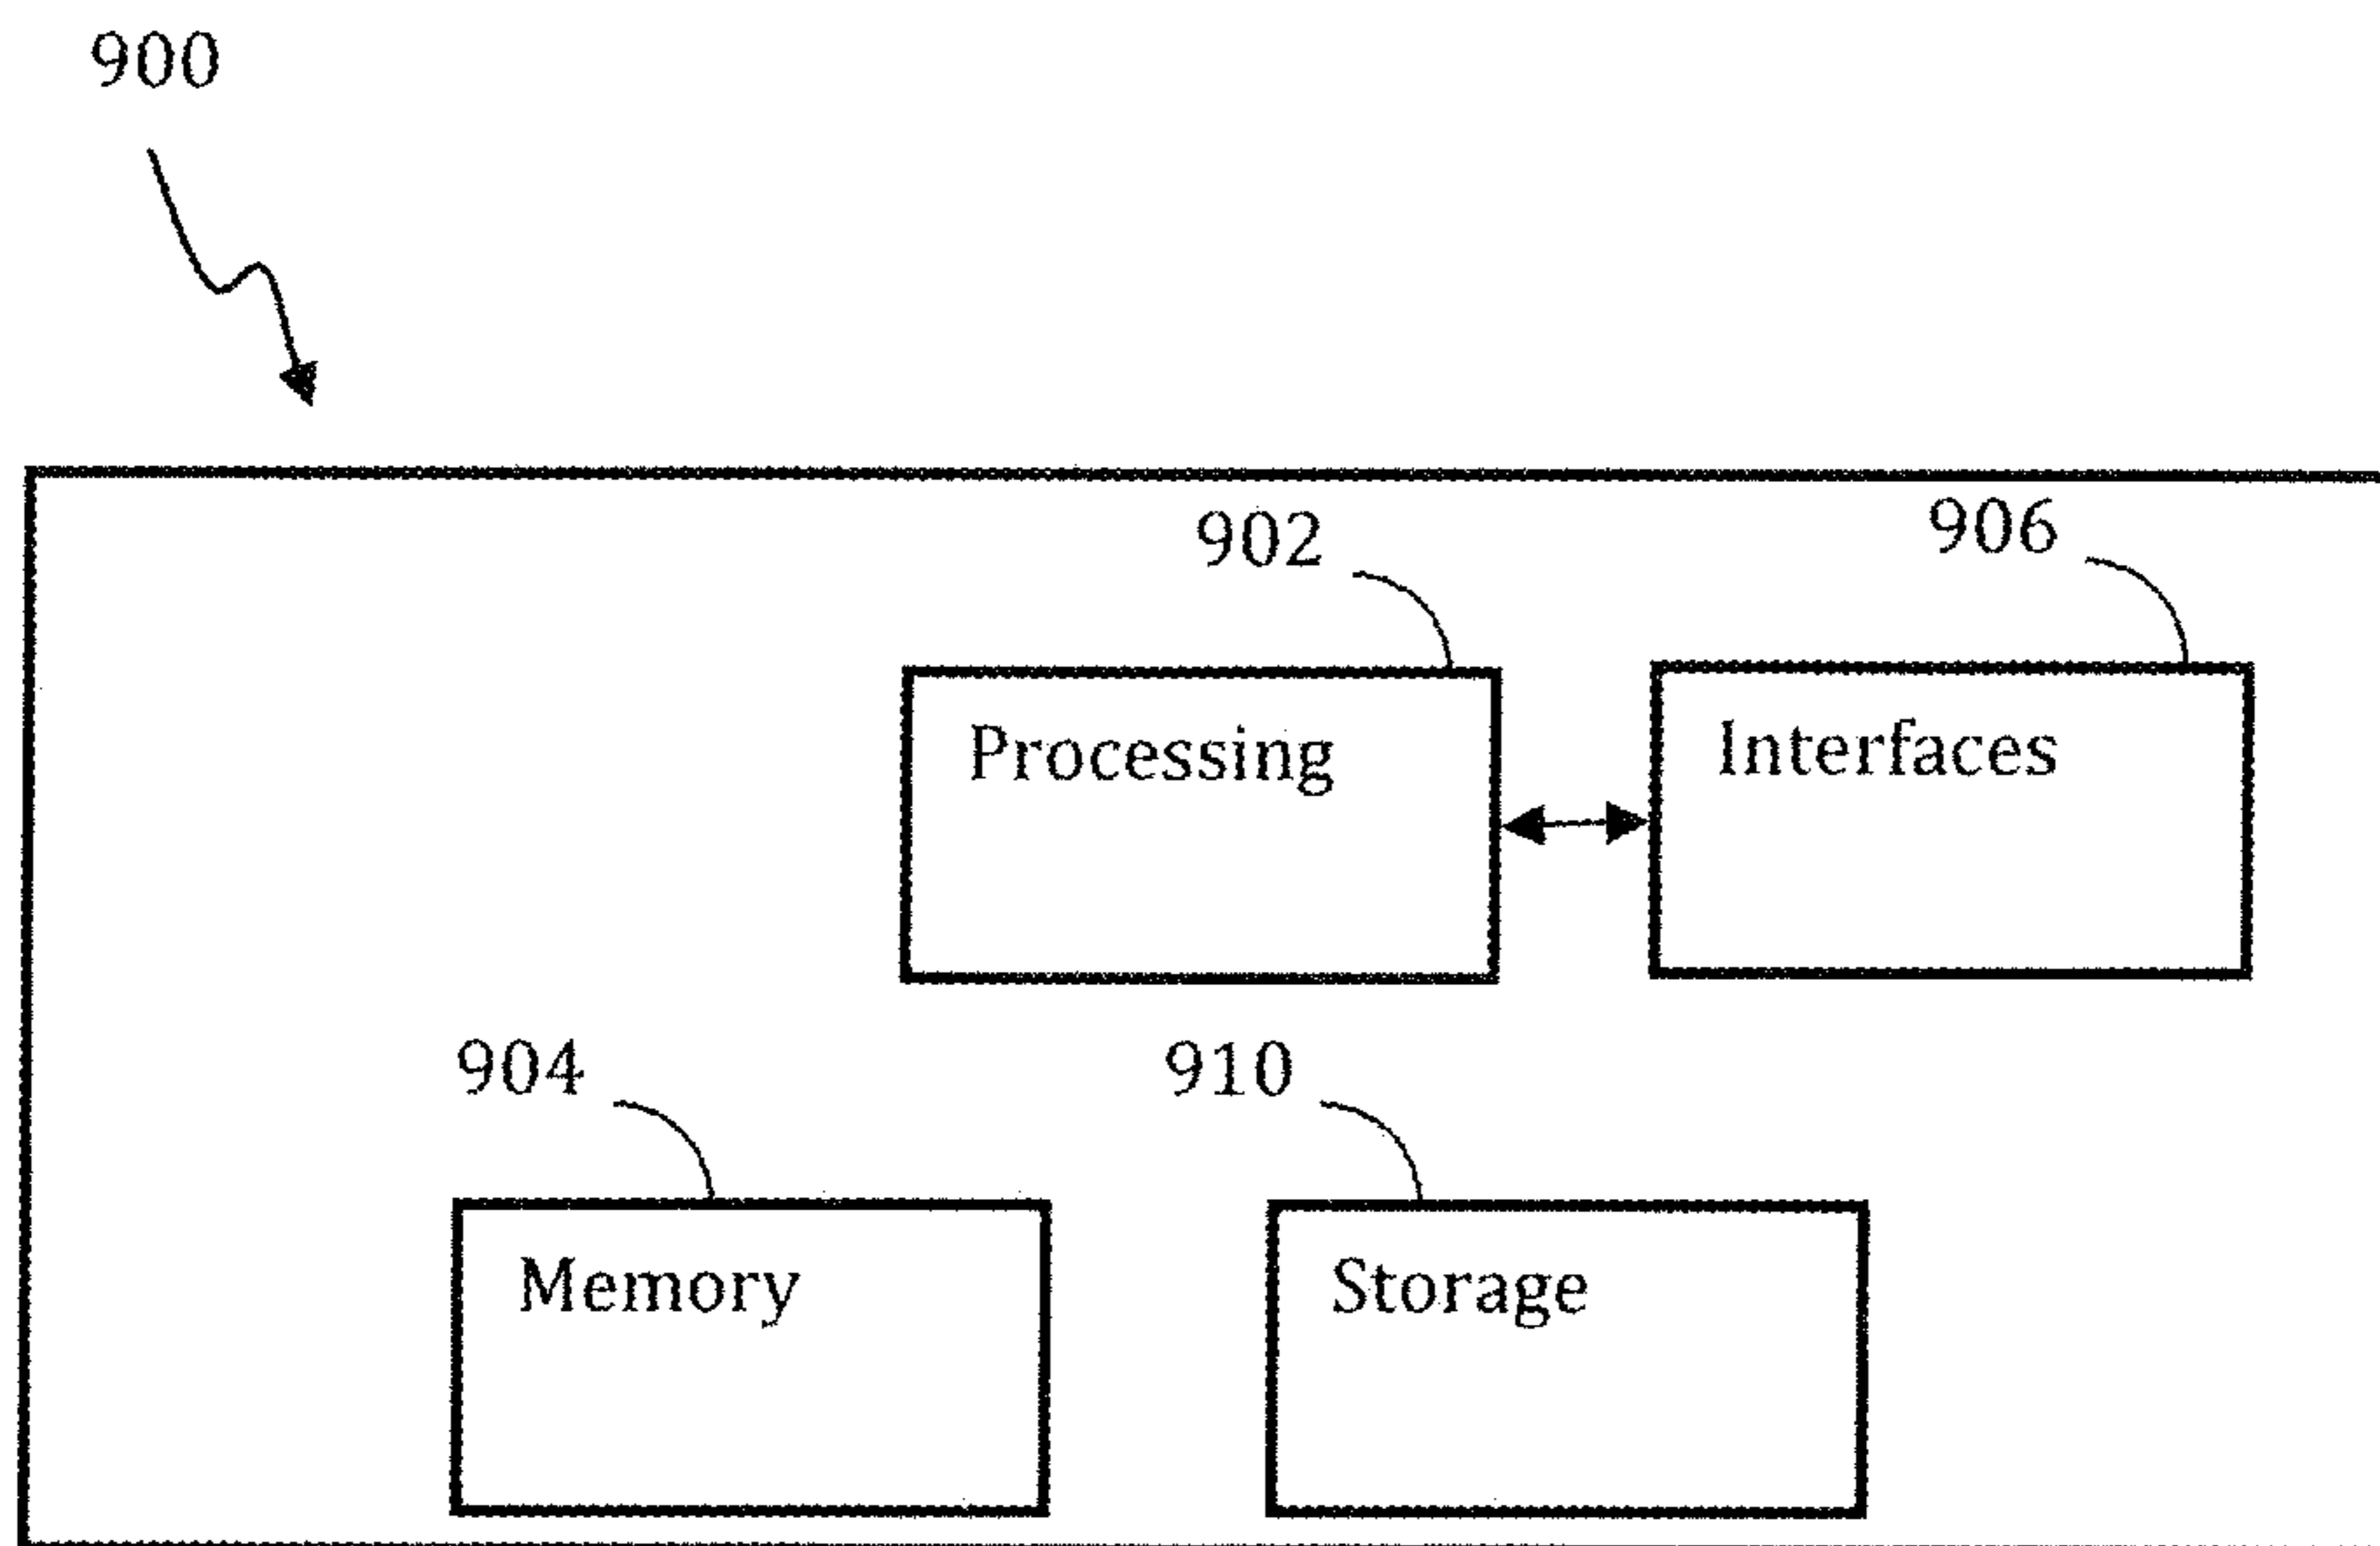 900
902
906
Processing
Interfaces
904
910
Memory
Storage